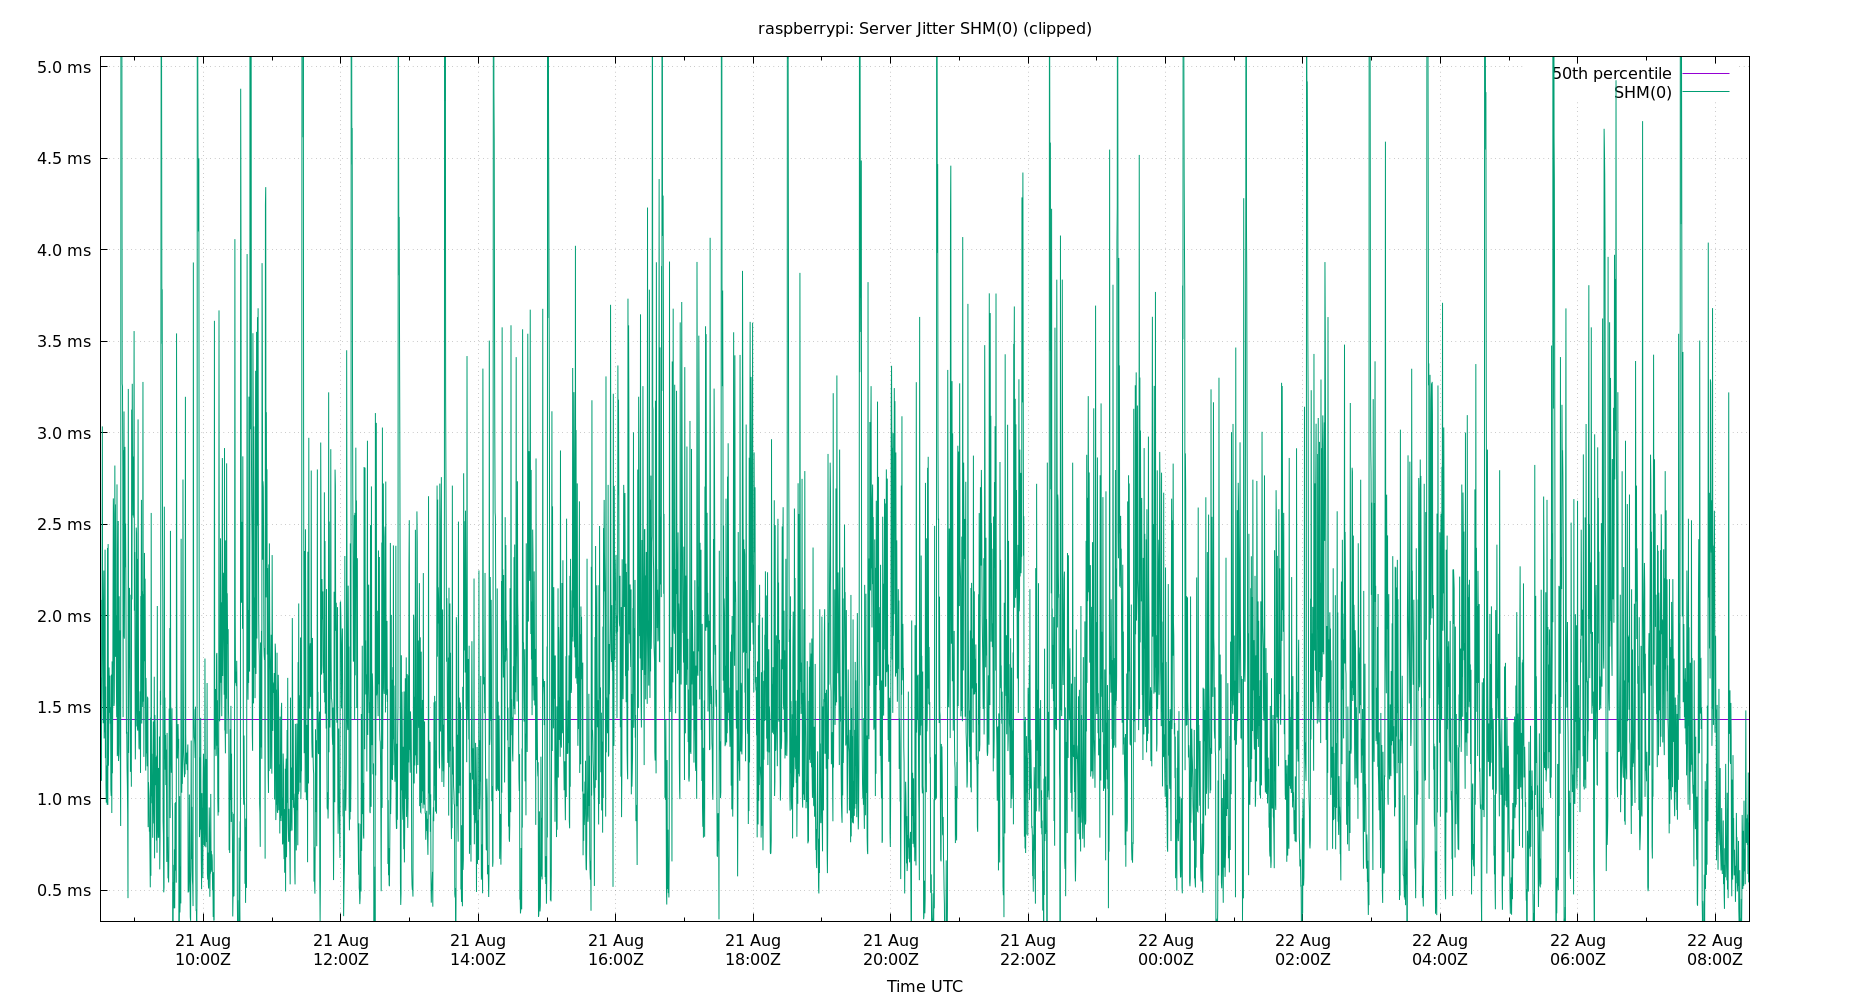 raspberrypi: Server Jitter SHM(0) (clipped)
5.0 ms
4.5 ms
4.0 ms
3.5 ms
3.0 ms
2.5 ms
2.0 ms
1.5 ms
1.0 ms
0.5 ms
50th percentile
SHM(0)
21 Aug 21 Aug 21 Aug 21 Aug 21 Aug 21 Aug 21 Aug 22 Aug 22 Aug 22 Aug 22 Aug 22 Aug
10:00Z 12:00Z 14:00Z 16:00Z 18:00Z 20:00Z 22:00Z 00:00Z 02:00Z 04:00Z 06:00Z 08:00Z
Time UTC